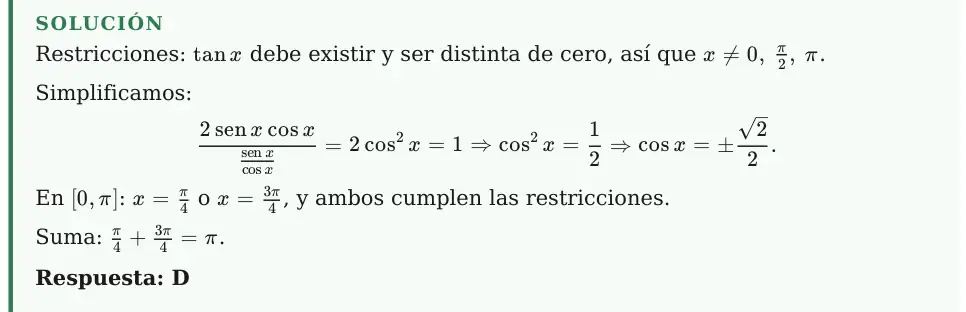 SOLUCIÓN
Restricciones: tan x debe existir y ser distinta de cero, así que x ≠ 0, π/2, π.
Simplificamos:
(2 sen x cos x)/(sen x/cos x) = 2 cos² x = 1 ⇒ cos² x = 1/2 ⇒ cos x = ±√2/2.
En [0, π]: x = π/4 o x = 3π/4, y ambos cumplen las restricciones.
Suma: π/4 + 3π/4 = π.
Respuesta: D